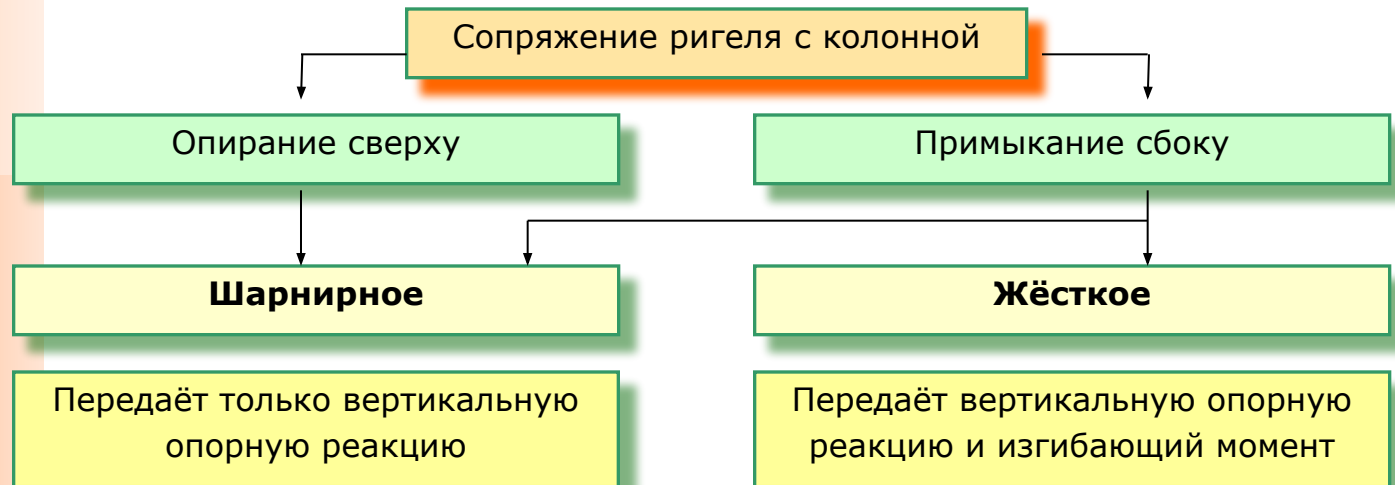 Сопряжение ригеля с колонной
Опирание сверху
Примыкание сбоку
Шарнирное
Жёсткое
Передаёт только вертикальную
опорную реакцию
Передаёт вертикальную опорную
реакцию и изгибающий момент